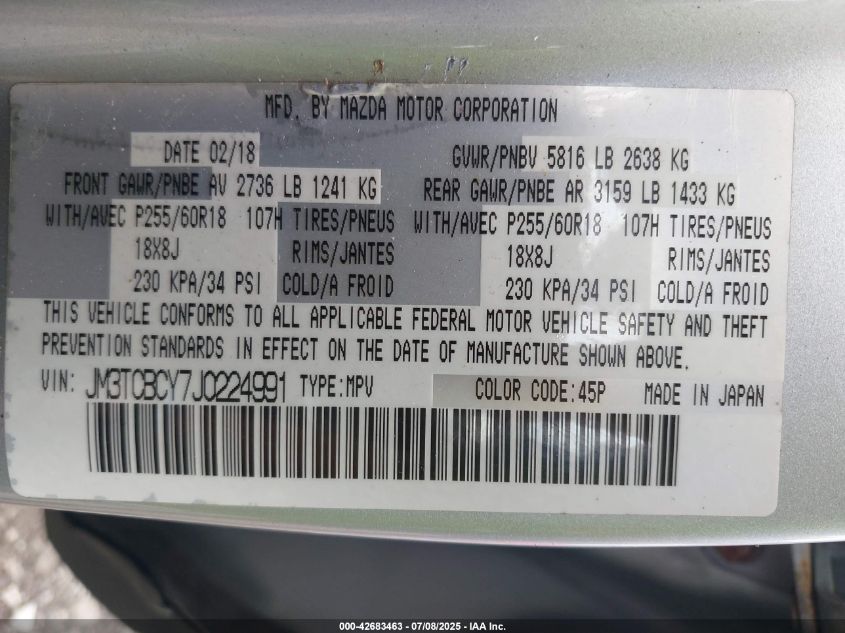 MFD. BY MAZDA MOTOR CORPORATION
DATE 02/18 GVWR/PNBV 5816 LB 2638 KG
FRONT GAWR/PNBE AV 2736 LB 1241 KG REAR GAWR/PNBE AR 3159 LB 1433 KG
WITH/AVEC P255/60R18 107H TIRES/PNEUS WITH/AVEC P255/60R18 107H TIRES/PNEUS
18X8J RIMS/JANTES 18X8J RIMS/JANTES
230 KPA/34 PSI COLD/A FROID 230 KPA/34 PSI COLD/A FROID
THIS VEHICLE CONFORMS TO ALL APPLICABLE FEDERAL MOTOR VEHICLE SAFETY AND THEFT
PREVENTION STANDARDS IN EFFECT ON THE DATE OF MANUFACTURE SHOWN ABOVE.
VIN: JM3TCBCY7J0224991 TYPE:MPV COLOR CODE:45P MADE IN JAPAN
000-42683463 - 07/08/2025 - IAA Inc.